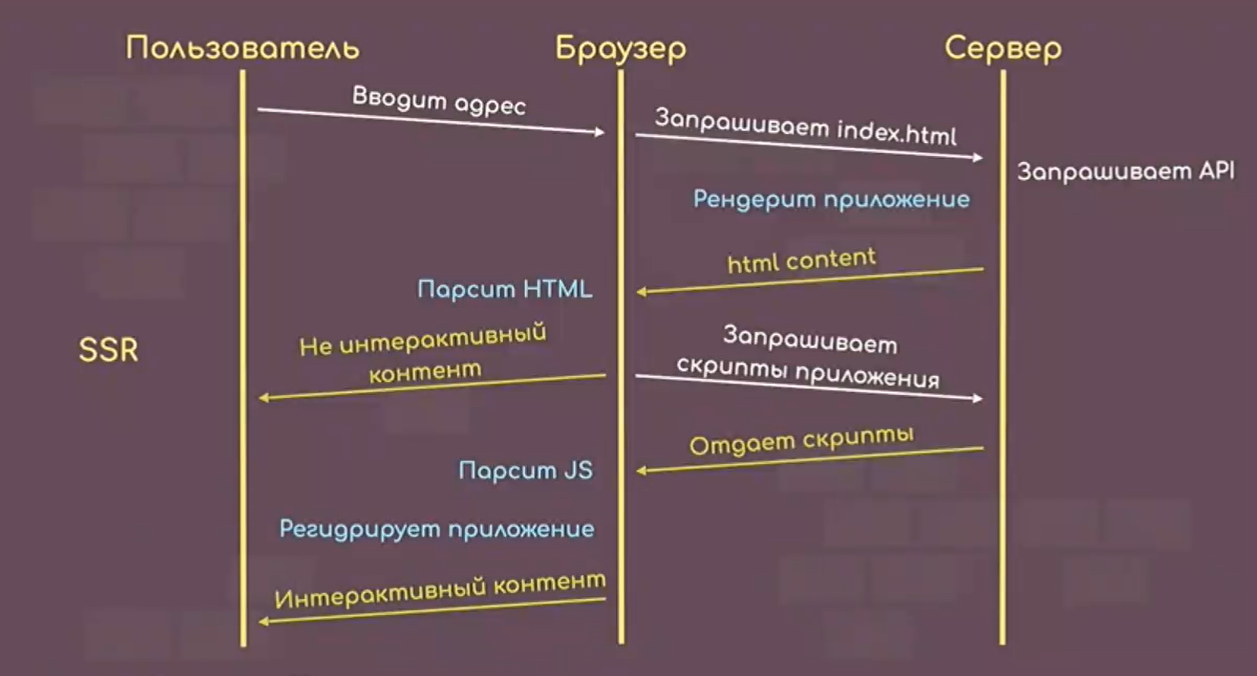 Пользователь
Браузер
Сервер
Вводит адрес
Запрашивает index.html
Запрашивает API
Рендерит приложение
html content
Парсит HTML
SSR
Не интерактивный
контент
Запрашивает
скрипты приложения
Отдает скрипты
Парсит JS
Регидрирует приложение
Интерактивный контент